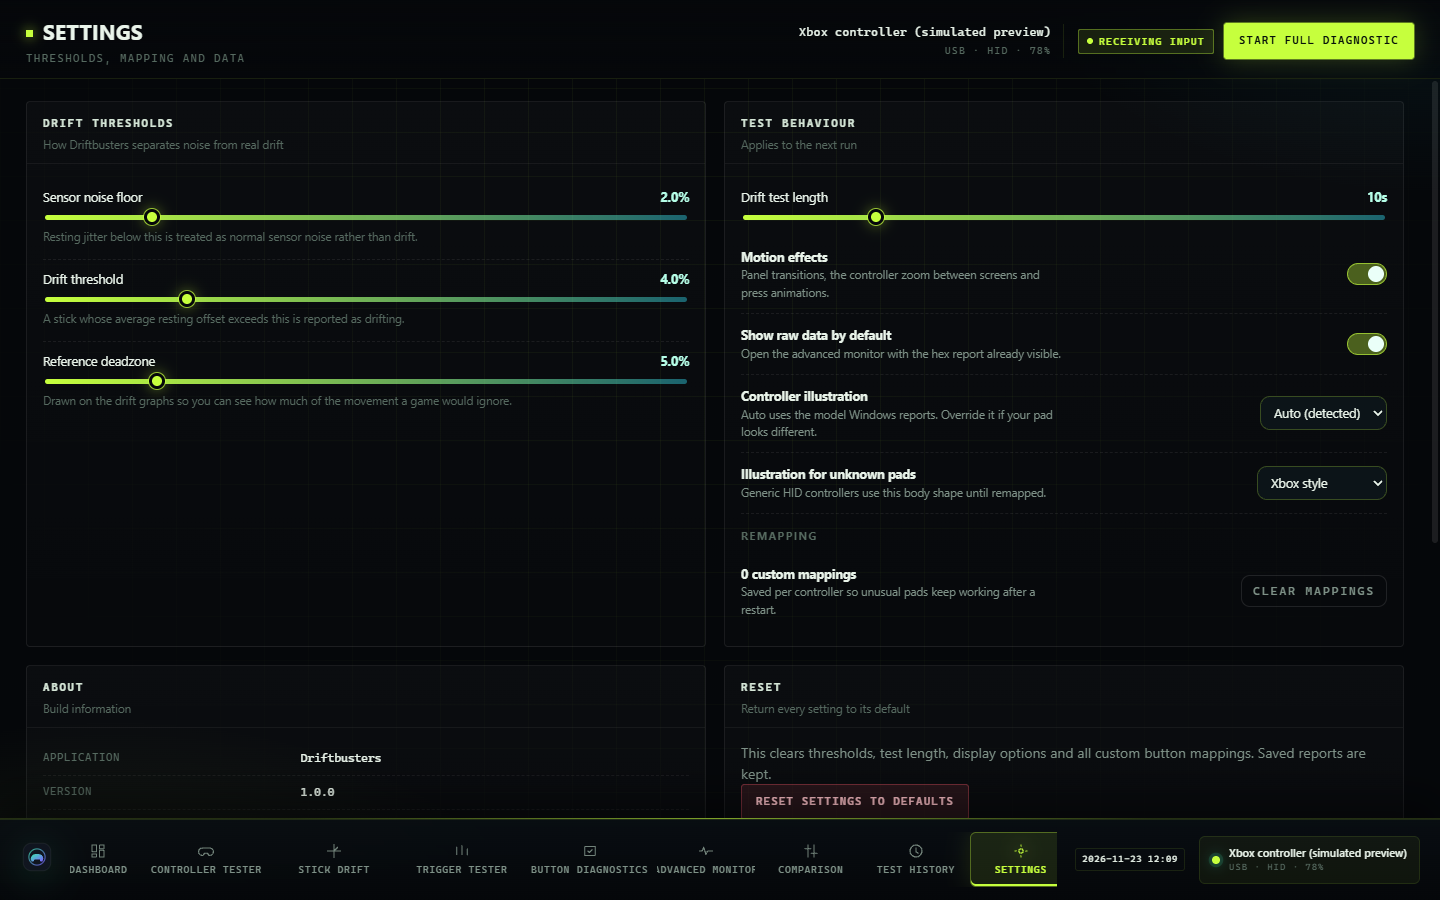 SETTINGS
THRESHOLDS, MAPPING AND DATA
Xbox controller (simulated preview)
USB · HID · 78%
RECEIVING INPUT
START FULL DIAGNOSTIC
DRIFT THRESHOLDS
How Driftbusters separates noise from real drift
Sensor noise floor
2.0%
Resting jitter below this is treated as normal sensor noise rather than drift.
Drift threshold
4.0%
A stick whose average resting offset exceeds this is reported as drifting.
Reference deadzone
5.0%
Drawn on the drift graphs so you can see how much of the movement a game would ignore.
TEST BEHAVIOUR
Applies to the next run
Drift test length
10s
Motion effects
Panel transitions, the controller zoom between screens and
press animations.
Show raw data by default
Open the advanced monitor with the hex report already visible.
Controller illustration
Auto uses the model Windows reports. Override it if your pad
looks different.
Auto (detected)
Illustration for unknown pads
Generic HID controllers use this body shape until remapped.
Xbox style
REMAPPING
0 custom mappings
Saved per controller so unusual pads keep working after a
restart.
CLEAR MAPPINGS
ABOUT
Build information
APPLICATION
Driftbusters
VERSION
1.0.0
RESET
Return every setting to its default
This clears thresholds, test length, display options and all custom button mappings. Saved reports are
kept.
RESET SETTINGS TO DEFAULTS
DASHBOARD
CONTROLLER TESTER
STICK DRIFT
TRIGGER TESTER
BUTTON DIAGNOSTICS
ADVANCED MONITOR
COMPARISON
TEST HISTORY
SETTINGS
2026-11-23 12:09
Xbox controller (simulated preview)
USB · HID · 78%